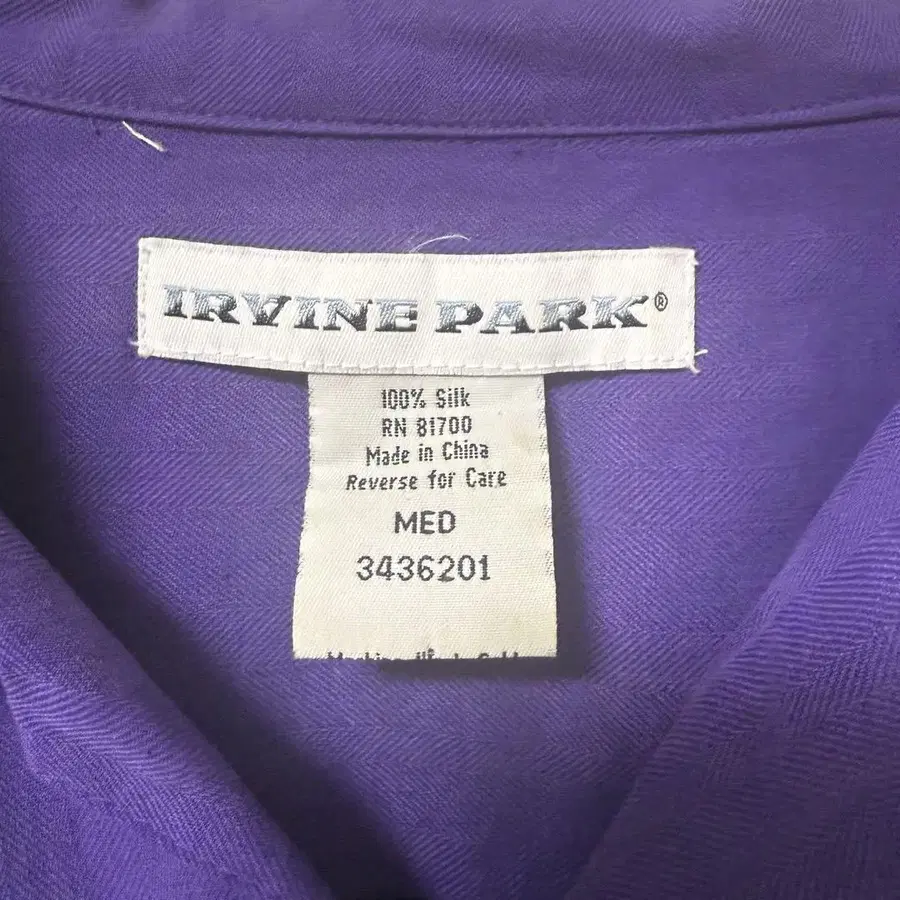 IRVINE PARK®
100% Silk
RN 81700
Made in China
Reverse for Care
MED
3436201